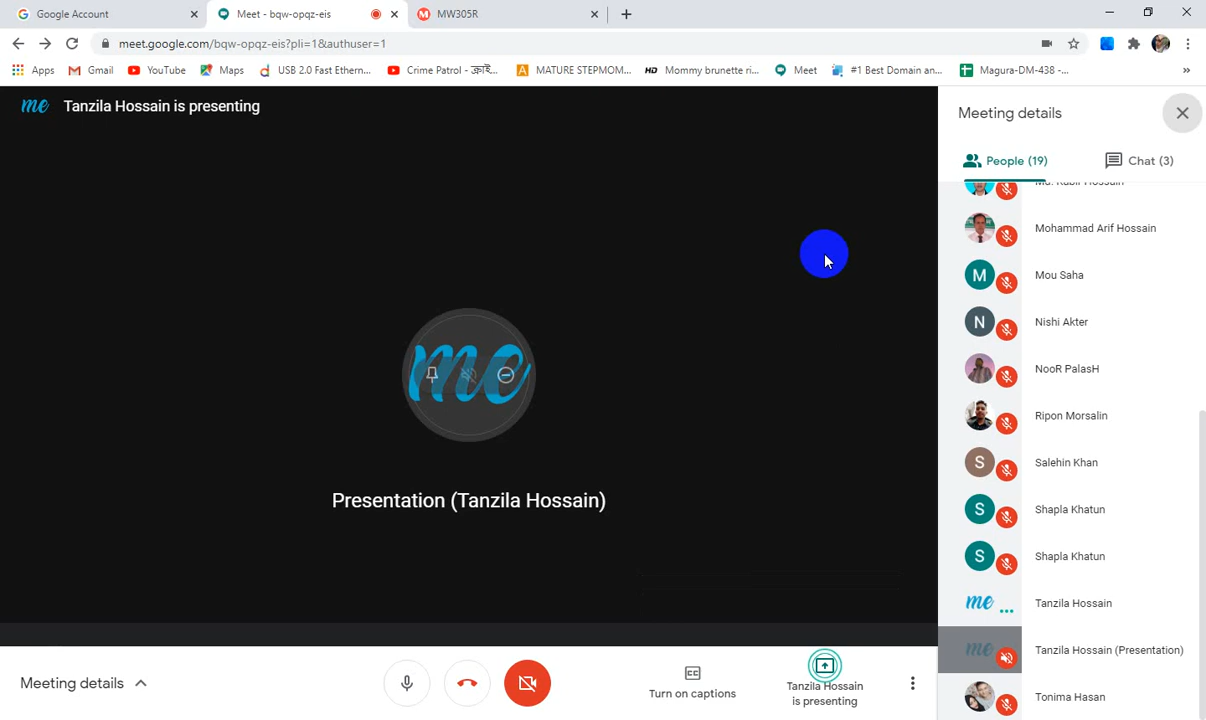 Google Account
Meet - bqw-opqz-eis
MW305R
meet.google.com/bqw-opqz-eis?pli=1&authuser=1
Apps
Gmail
YouTube
Maps
USB 2.0 Fast Ethern...
Crime Patrol - ক্রাই...
MATURE STEPMOM...
HD Mommy brunette ri...
Meet
#1 Best Domain an...
Magura-DM-438 -...
»
me Tanzila Hossain is presenting
Meeting details
People (19)
Chat (3)
Md. Kabir Hossain
Mohammad Arif Hossain
M Mou Saha
N Nishi Akter
NooR PalasH
Ripon Morsalin
S Salehin Khan
S Shapla Khatun
S Shapla Khatun
me Tanzila Hossain
me Tanzila Hossain (Presentation)
Tonima Hasan
me
Presentation (Tanzila Hossain)
Meeting details
CC
Turn on captions
Tanzila Hossain
is presenting